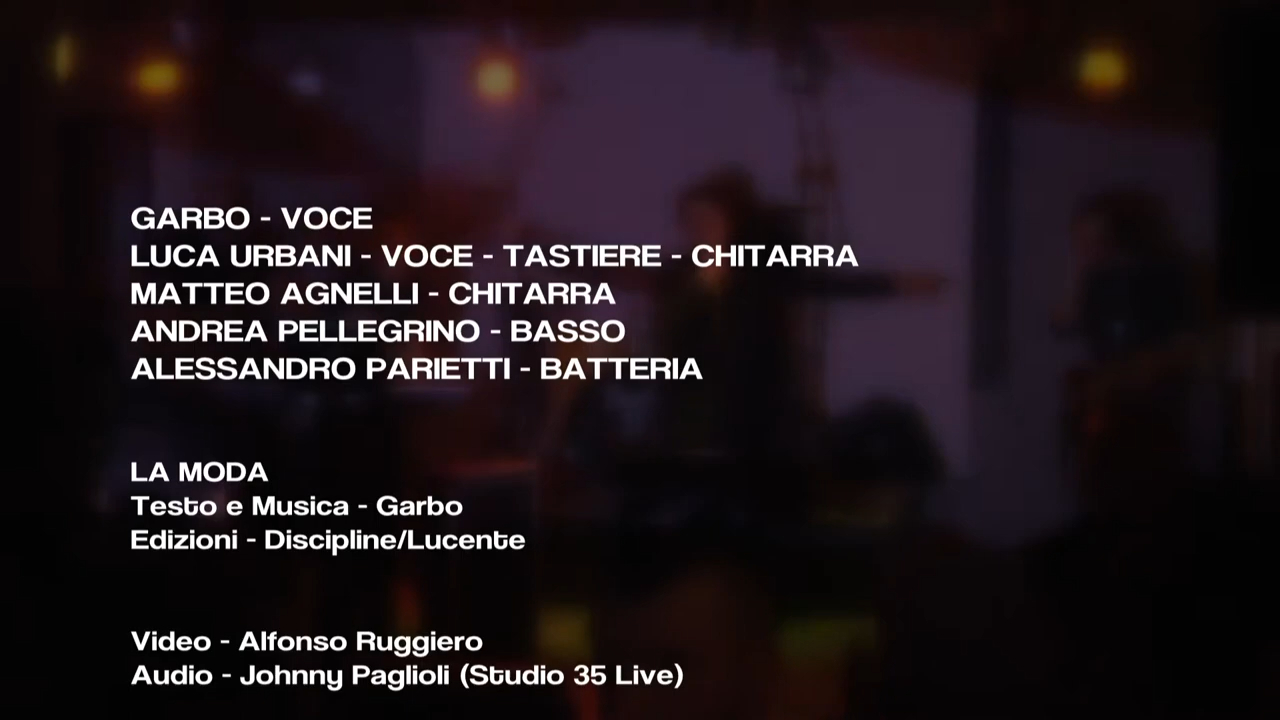 GARBO - VOCE
LUCA URBANI - VOCE - TASTIERE - CHITARRA
MATTEO AGNELLI - CHITARRA
ANDREA PELLEGRINO - BASSO
ALESSANDRO PARIETTI - BATTERIA
LA MODA
Testo e Musica - Garbo
Edizioni - Discipline/Lucente
Video - Alfonso Ruggiero
Audio - Johnny Paglioli (Studio 35 Live)